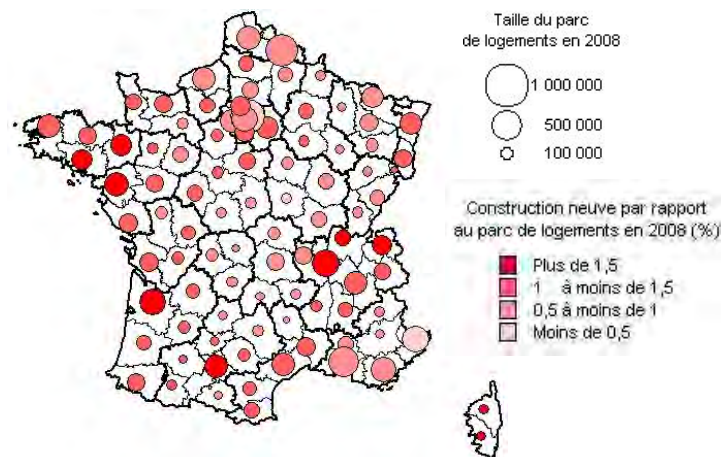 Taille du parc
de logements en 2008
1 000 000
500 000
100 000
Construction neuve par rapport
au parc de logements en 2008 (%)
Plus de 1,5
1 à moins de 1,5
0,5 à moins de 1
Moins de 0,5